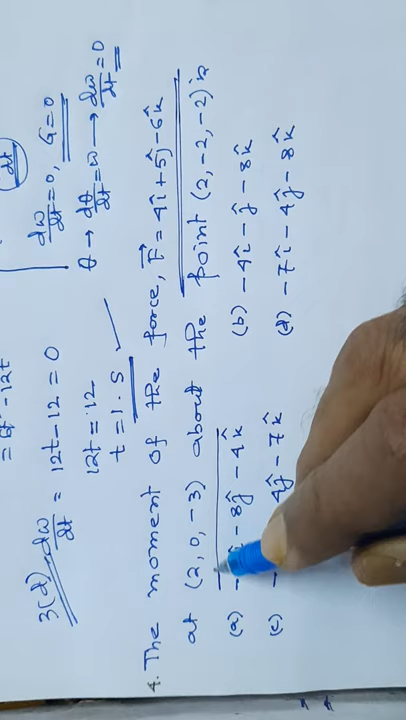 = 6t² - 12t
3(d) dω/dt = 12t - 12 = 0
12t = 12
t = 1 . s
dt
dω/dt = 0, G = 0
θ → dθ/dt = ω → dω/dt = 0
4. The moment of the force, F⃗ = 4î + 5ĵ - 6k̂
at (2, 0, -3) about the point (2, -2, -2) is
(a) - 8ĵ - 4k̂ (b) - 4î - ĵ - 8k̂
(c) - 4ĵ - 7k̂ (d) - 7î - 4ĵ - 8k̂